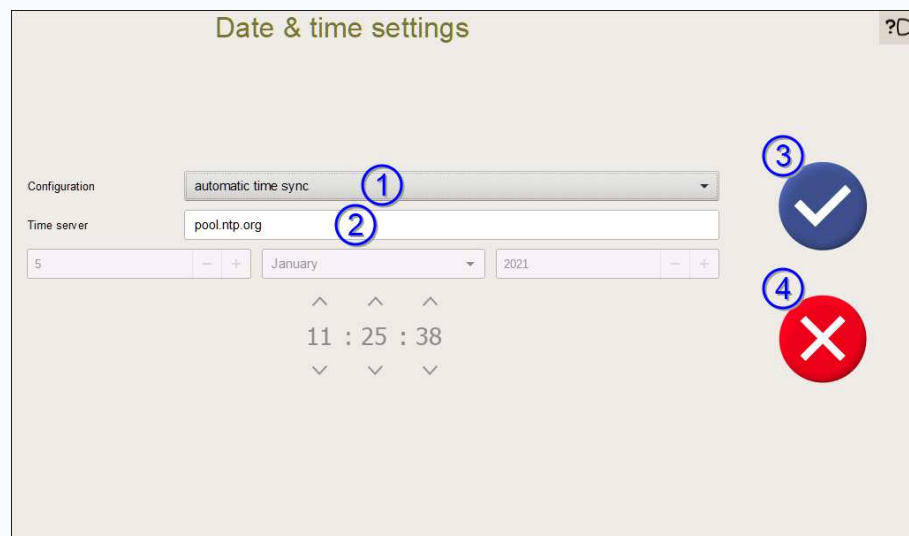 Date & time settings
?
3
Configuration
automatic time sync
1
Time server
pool.ntp.org
2
5 − + January 2021 − +
4
11 : 25 : 38